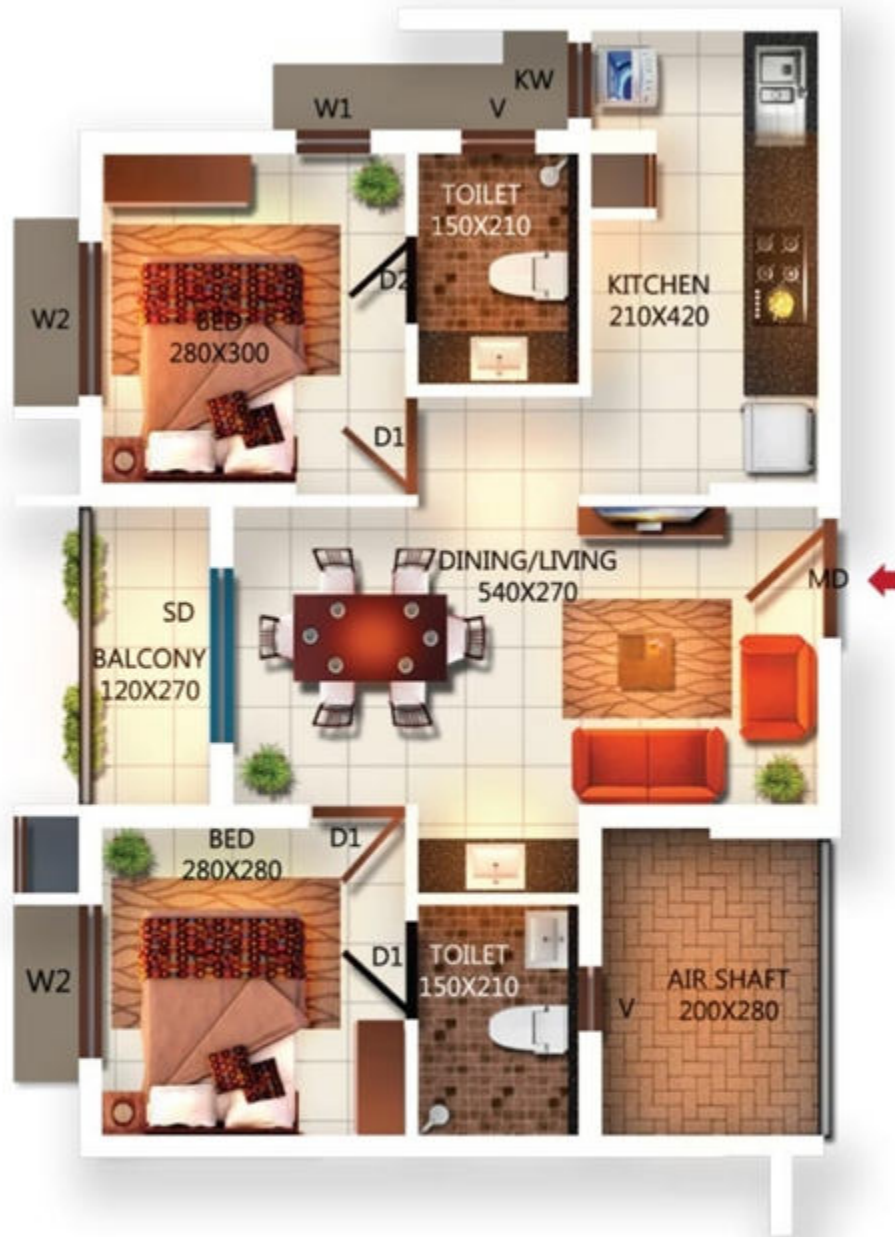 KW
W1
V
TOILET
150X210
D2
KITCHEN
210X420
W2
BED
280X300
D1
DINING/LIVING
540X270
MD
SD
BALCONY
120X270
BED
280X280
D1
D1
TOILET
150X210
W2
V
AIR SHAFT
200X280